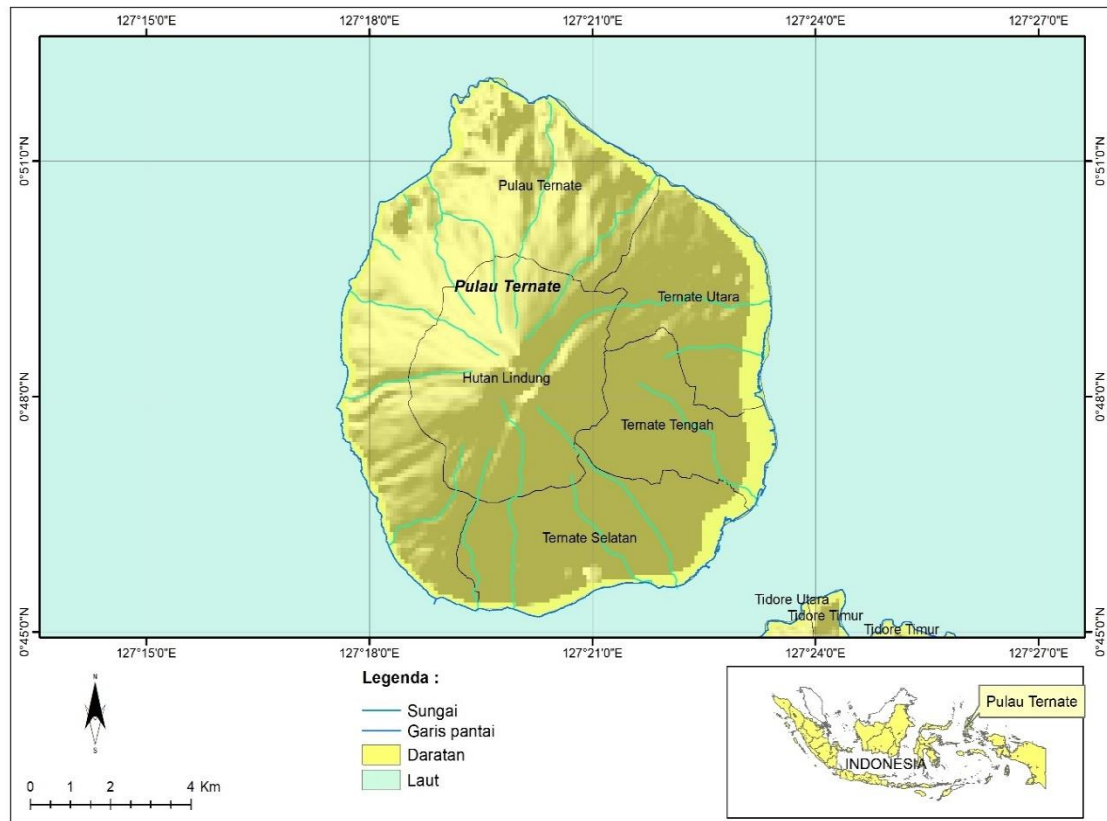 127°15'0"E 127°18'0"E 127°21'0"E 127°24'0"E 127°27'0"E
0°51'0"N 0°51'0"N
Pulau Ternate
Pulau Ternate
Ternate Utara
Hutan Lindung
0°48'0"N 0°48'0"N
Ternate Tengah
Ternate Selatan
Tidore Utara
Tidore Timur
Tidore Timur
0°45'0"N 0°45'0"N
127°15'0"E 127°18'0"E 127°21'0"E 127°24'0"E 127°27'0"E
N
S
0 1 2 4 Km
Legenda :
Sungai
Garis pantai
Daratan
Laut
Pulau Ternate
INDONESIA